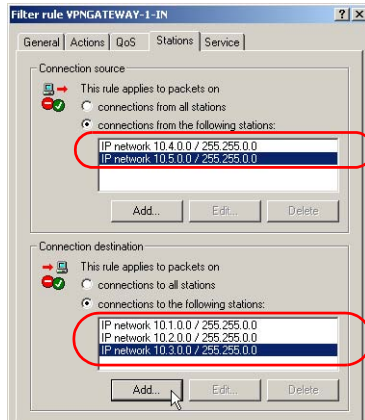 Filter rule VPNGATEWAY-1-IN
General Actions QoS Stations Service
Connection source
This rule applies to packets on
connections from all stations
connections from the following stations:
IP network 10.4.0.0 / 255.255.0.0
IP network 10.5.0.0 / 255.255.0.0
Add... Edit... Delete
Connection destination
This rule applies to packets on
connections to all stations
connections to the following stations:
IP network 10.1.0.0 / 255.255.0.0
IP network 10.2.0.0 / 255.255.0.0
IP network 10.3.0.0 / 255.255.0.0
Add... Edit... Delete